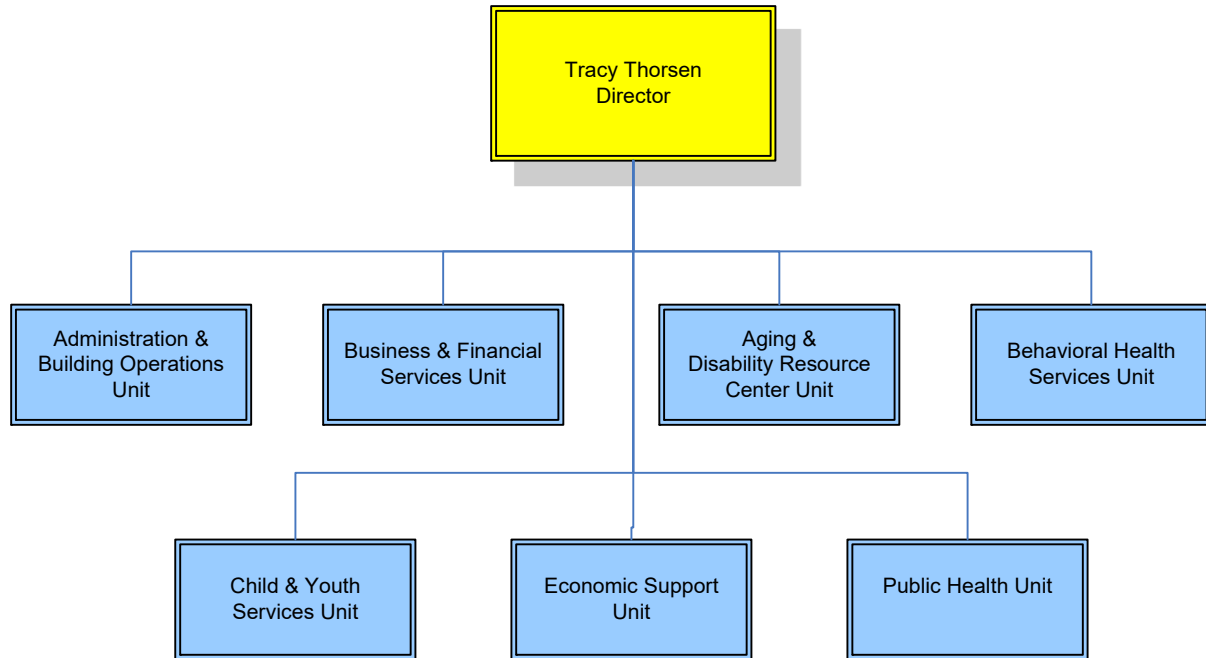 Tracy Thorsen
Director
Administration &
Building Operations
Unit
Business & Financial
Services Unit
Aging &
Disability Resource
Center Unit
Behavioral Health
Services Unit
Child & Youth
Services Unit
Economic Support
Unit
Public Health Unit